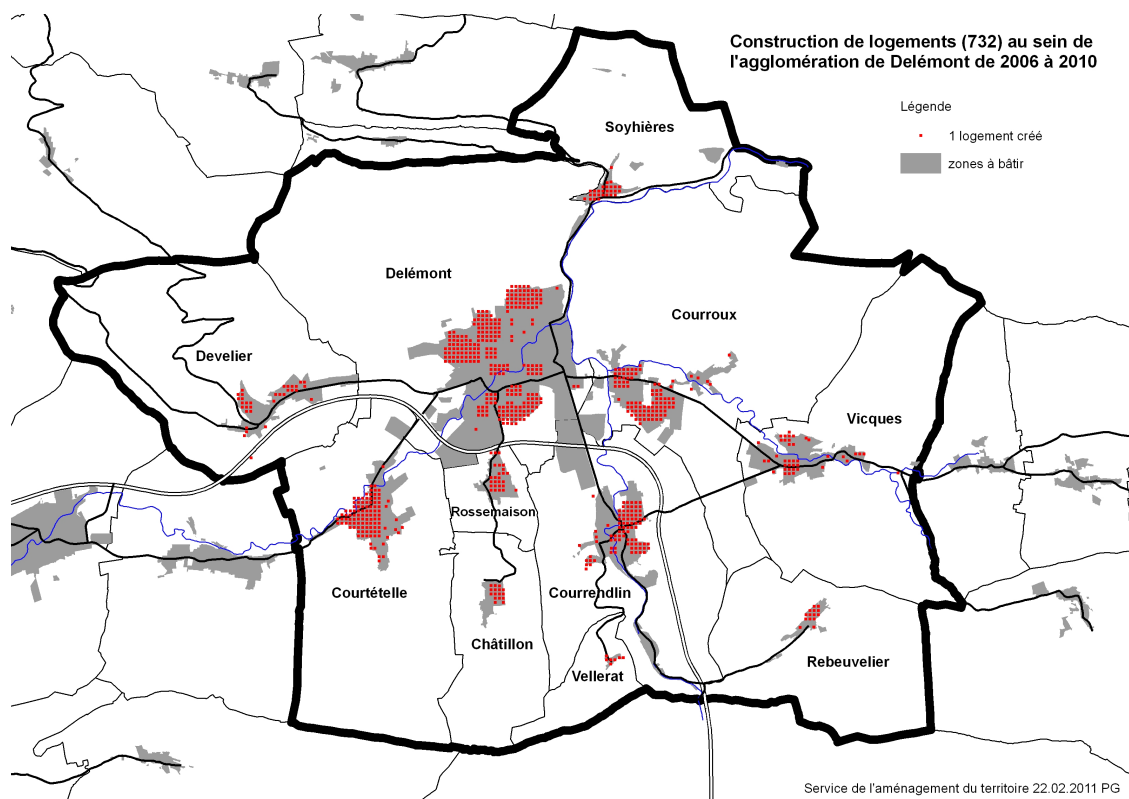 Construction de logements (732) au sein de
l'agglomération de Delémont de 2006 à 2010
Légende
1 logement créé
zones à bâtir
Soyhières
Delémont
Courroux
Develier
Vicques
Rossemaison
Courtételle
Courrendlin
Châtillon
Vellerat
Rebeuvelier
Service de l'aménagement du territoire 22.02.2011 PG